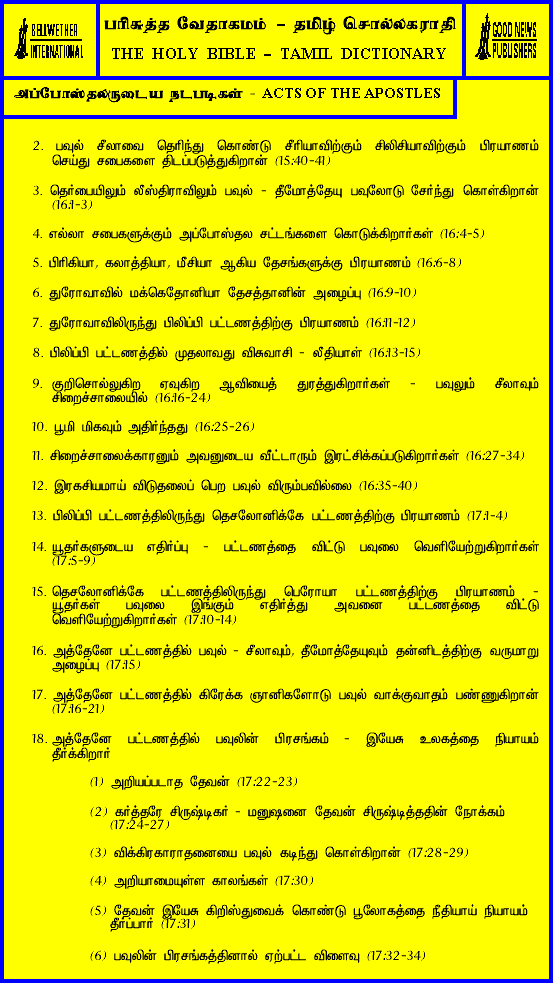 BELLWETHER
INTERNATIONAL
பரிசுத்த வேதாகமம் – தமிழ் சொல்லகராதி
THE HOLY BIBLE – TAMIL DICTIONARY
GOOD NEWS
PUBLISHERS
அப்போஸ்தலருடைய நடபடிகள் - ACTS OF THE APOSTLES
2. பவுல் சீலாவை தெரிந்து கொண்டு சீரியாவிற்கும் சிலிசியாவிற்கும் பிரயாணம்
செய்து சபைகளை திடப்படுத்துகிறான் (15:40-41)
3. தெர்பையிலும் லீஸ்திராவிலும் பவுல் - தீமோத்தேயு பவுலோடு சேர்ந்து கொள்கிறான்
(16:1-3)
4. எல்லா சபைகளுக்கும் அப்போஸ்தல சட்டங்களை கொடுக்கிறார்கள் (16:4-5)
5. பிரிகியா, கலாத்தியா, மீசியா ஆகிய தேசங்களுக்கு பிரயாணம் (16:6-8)
6. துரோவாவில் மக்கெதோனியா தேசத்தானின் அழைப்பு (16:9-10)
7. துரோவாவிலிருந்து பிலிப்பி பட்டணத்திற்கு பிரயாணம் (16:11-12)
8. பிலிப்பி பட்டணத்தில் முதலாவது விசுவாசி - லீதியாள் (16:13-15)
9. குறிசொல்லுகிற ஏவுகிற ஆவியைத் துரத்துகிறார்கள் - பவுலும் சீலாவும்
சிறைச்சாலையில் (16:16-24)
10. பூமி மிகவும் அதிர்ந்தது (16:25-26)
11. சிறைச்சாலைக்காரனும் அவனுடைய வீட்டாரும் இரட்சிக்கப்படுகிறார்கள் (16:27-34)
12. இரகசியமாய் விடுதலைப் பெற பவுல் விரும்பவில்லை (16:35-40)
13. பிலிப்பி பட்டணத்திலிருந்து தெசலோனிக்கே பட்டணத்திற்கு பிரயாணம் (17:1-4)
14. யூதர்களுடைய எதிர்ப்பு - பட்டணத்தை விட்டு பவுலை வெளியேற்றுகிறார்கள்
(17:5-9)
15. தெசலோனிக்கே பட்டணத்திலிருந்து பெரோயா பட்டணத்திற்கு பிரயாணம் -
யூதர்கள் பவுலை இங்கும் எதிர்த்து அவனை பட்டணத்தை விட்டு
வெளியேற்றுகிறார்கள் (17:10-14)
16. அத்தேனே பட்டணத்தில் பவுல் - சீலாவும், தீமோத்தேயுவும் தன்னிடத்திற்கு வருமாறு
அழைப்பு (17:15)
17. அத்தேனே பட்டணத்தில் கிரேக்க ஞானிகளோடு பவுல் வாக்குவாதம் பண்ணுகிறான்
(17:16-21)
18. அத்தேனே பட்டணத்தில் பவுலின் பிரசங்கம் - இயேசு உலகத்தை நியாயம்
தீர்க்கிறார்
(1) அறியப்படாத தேவன் (17:22-23)
(2) கர்த்தரே சிருஷ்டிகர் - மனுஷனை தேவன் சிருஷ்டித்ததின் நோக்கம்
(17:24-27)
(3) விக்கிரகாராதனையை பவுல் கடிந்து கொள்கிறான் (17:28-29)
(4) அறியாமையுள்ள காலங்கள் (17:30)
(5) தேவன் இயேசு கிறிஸ்துவைக் கொண்டு பூலோகத்தை நீதியாய் நியாயம்
தீர்ப்பார் (17:31)
(6) பவுலின் பிரசங்கத்தினால் ஏற்பட்ட விளைவு (17:32-34)